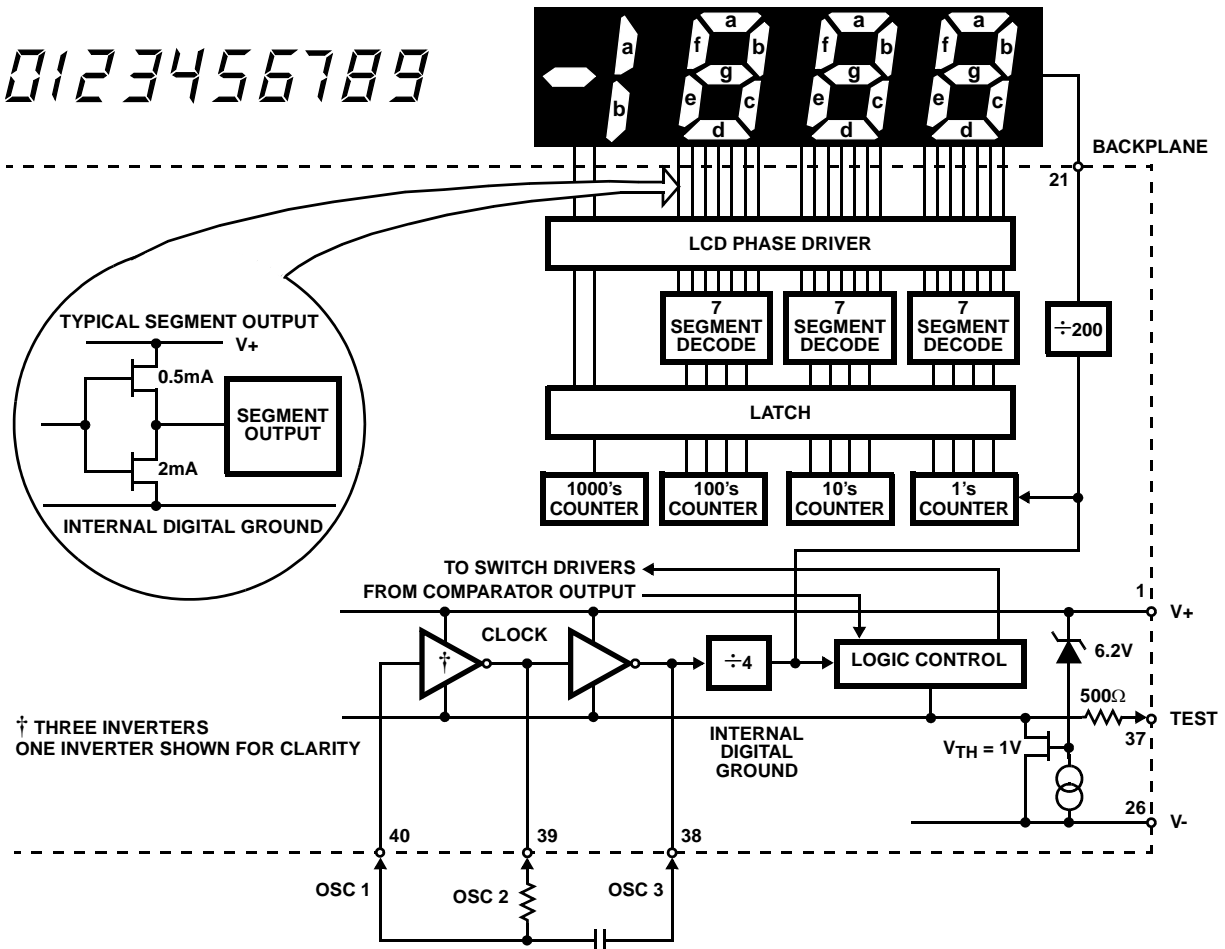 0123456789
a
b
a
f
b
g
e
c
d
a
f
b
g
e
c
d
a
f
b
g
e
c
d
BACKPLANE
21
LCD PHASE DRIVER
7
SEGMENT
DECODE
7
SEGMENT
DECODE
7
SEGMENT
DECODE
÷200
LATCH
1000's
COUNTER
100's
COUNTER
10's
COUNTER
1's
COUNTER
TYPICAL SEGMENT OUTPUT
V+
0.5mA
SEGMENT
OUTPUT
2mA
INTERNAL DIGITAL GROUND
TO SWITCH DRIVERS
FROM COMPARATOR OUTPUT
1
V+
CLOCK
†
÷4
LOGIC CONTROL
6.2V
500Ω
TEST
37
† THREE INVERTERS
ONE INVERTER SHOWN FOR CLARITY
INTERNAL
DIGITAL
GROUND
VTH = 1V
26
V-
40
39
38
OSC 1
OSC 2
OSC 3